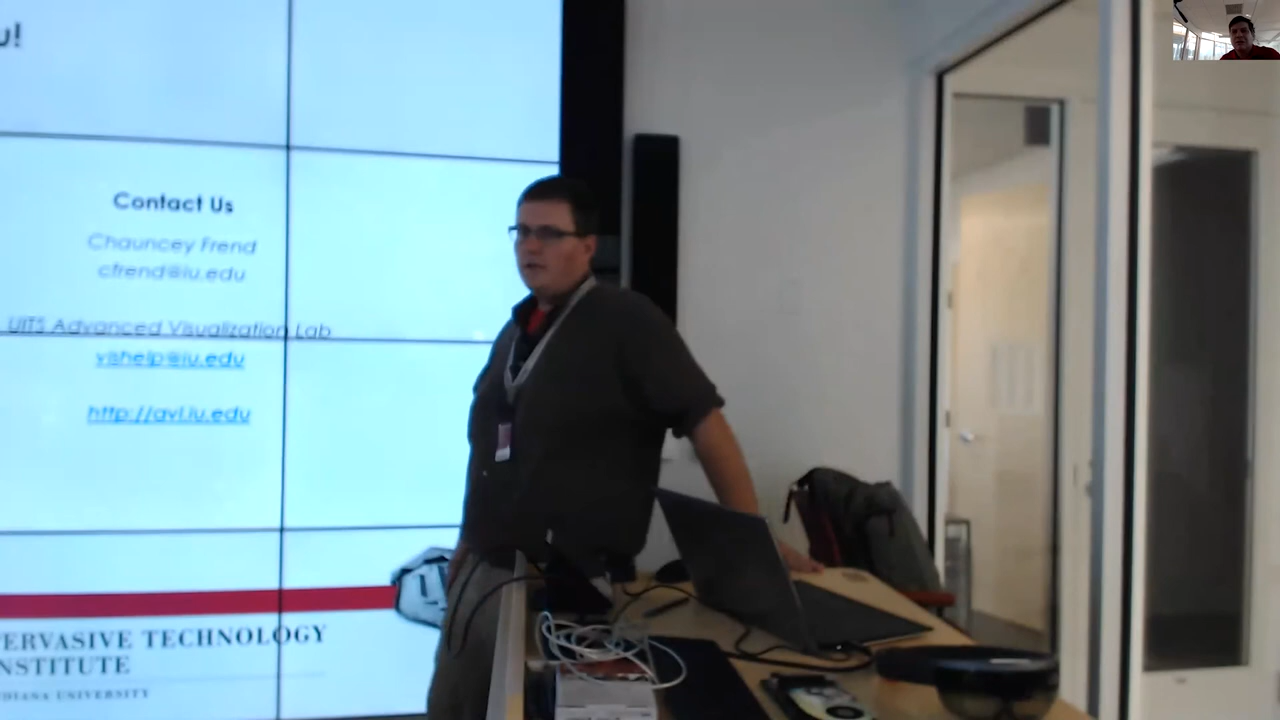 u!
Contact Us
Chauncey Frend
cfrend@iu.edu
UITS Advanced Visualization Lab
vishelp@iu.edu
http://avl.iu.edu
ERVASIVE TECHNOLOGY
NSTITUTE
DIANA UNIVERSITY